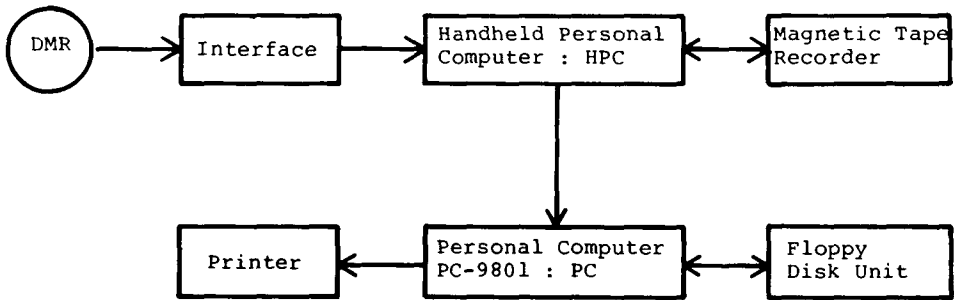 DMR
Interface
Handheld Personal
Computer : HPC
Magnetic Tape
Recorder
Printer
Personal Computer
PC-9801 : PC
Floppy
Disk Unit